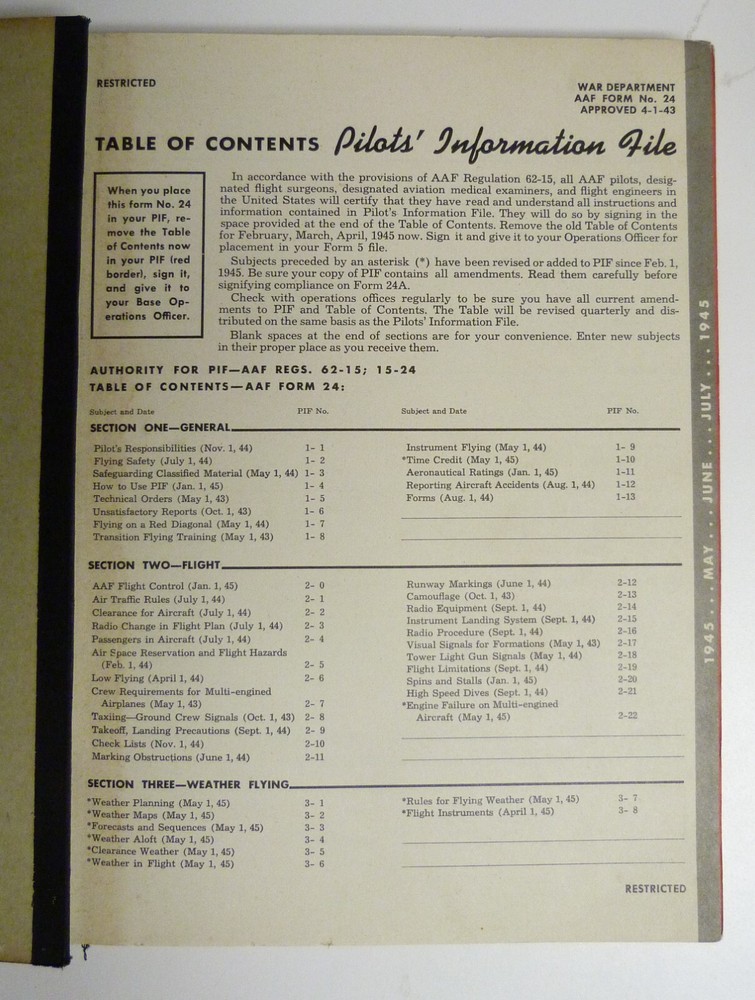 RESTRICTED
WAR DEPARTMENT
AAF FORM No. 24
APPROVED 4-1-43
TABLE OF CONTENTS Pilots' Information File
When you place
this form No. 24
in your PIF, re-
move the Table
of Contents now
in your PIF (red
border), sign it,
and give it to
your Base Op-
erations Officer.
In accordance with the provisions of AAF Regulation 62-15, all AAF pilots, desig-
nated flight surgeons, designated aviation medical examiners, and flight engineers in
the United States will certify that they have read and understand all instructions and
information contained in Pilot's Information File. They will do so by signing in the
space provided at the end of the Table of Contents. Remove the old Table of Contents
for February, March, April, 1945 now. Sign it and give it to your Operations Officer for
placement in your Form 5 file.
Subjects preceded by an asterisk (*) have been revised or added to PIF since Feb. 1,
1945. Be sure your copy of PIF contains all amendments. Read them carefully before
signifying compliance on Form 24A.
Check with operations offices regularly to be sure you have all current amend-
ments to PIF and Table of Contents. The Table will be revised quarterly and dis-
tributed on the same basis as the Pilots' Information File.
Blank spaces at the end of sections are for your convenience. Enter new subjects
in their proper place as you receive them.
AUTHORITY FOR PIF—AAF REGS. 62-15; 15-24
TABLE OF CONTENTS—AAF FORM 24:
Subject and Date PIF No. Subject and Date PIF No.
SECTION ONE—GENERAL
Pilot's Responsibilities (Nov. 1, 44) 1- 1
Flying Safety (July 1, 44) 1- 2
Safeguarding Classified Material (May 1, 44) 1- 3
How to Use PIF (Jan. 1, 45) 1- 4
Technical Orders (May 1, 43) 1- 5
Unsatisfactory Reports (Oct. 1, 43) 1- 6
Flying on a Red Diagonal (May 1, 44) 1- 7
Transition Flying Training (May 1, 43) 1- 8
Instrument Flying (May 1, 44) 1- 9
*Time Credit (May 1, 45) 1-10
Aeronautical Ratings (Jan. 1, 45) 1-11
Reporting Aircraft Accidents (Aug. 1, 44) 1-12
Forms (Aug. 1, 44) 1-13
SECTION TWO—FLIGHT
AAF Flight Control (Jan. 1, 45) 2- 0
Air Traffic Rules (July 1, 44) 2- 1
Clearance for Aircraft (July 1, 44) 2- 2
Radio Change in Flight Plan (July 1, 44) 2- 3
Passengers in Aircraft (July 1, 44) 2- 4
Air Space Reservation and Flight Hazards
(Feb. 1, 44) 2- 5
Low Flying (April 1, 44) 2- 6
Crew Requirements for Multi-engined
Airplanes (May 1, 43) 2- 7
Taxiing—Ground Crew Signals (Oct. 1, 43) 2- 8
Takeoff, Landing Precautions (Sept. 1, 44) 2- 9
Check Lists (Nov. 1, 44) 2-10
Marking Obstructions (June 1, 44) 2-11
Runway Markings (June 1, 44) 2-12
Camouflage (Oct. 1, 43) 2-13
Radio Equipment (Sept. 1, 44) 2-14
Instrument Landing System (Sept. 1, 44) 2-15
Radio Procedure (Sept. 1, 44) 2-16
Visual Signals for Formations (May 1, 43) 2-17
Tower Light Gun Signals (May 1, 44) 2-18
Flight Limitations (Sept. 1, 44) 2-19
Spins and Stalls (Jan. 1, 45) 2-20
High Speed Dives (Sept. 1, 44) 2-21
*Engine Failure on Multi-engined
Aircraft (May 1, 45) 2-22
SECTION THREE—WEATHER FLYING
*Weather Planning (May 1, 45) 3- 1
*Weather Maps (May 1, 45) 3- 2
*Forecasts and Sequences (May 1, 45) 3- 3
*Weather Aloft (May 1, 45) 3- 4
*Clearance Weather (May 1, 45) 3- 5
*Weather in Flight (May 1, 45) 3- 6
*Rules for Flying Weather (May 1, 45) 3- 7
*Flight Instruments (April 1, 45) 3- 8
RESTRICTED
1945 . . . MAY . . . JUNE . . . JULY . . . 1945